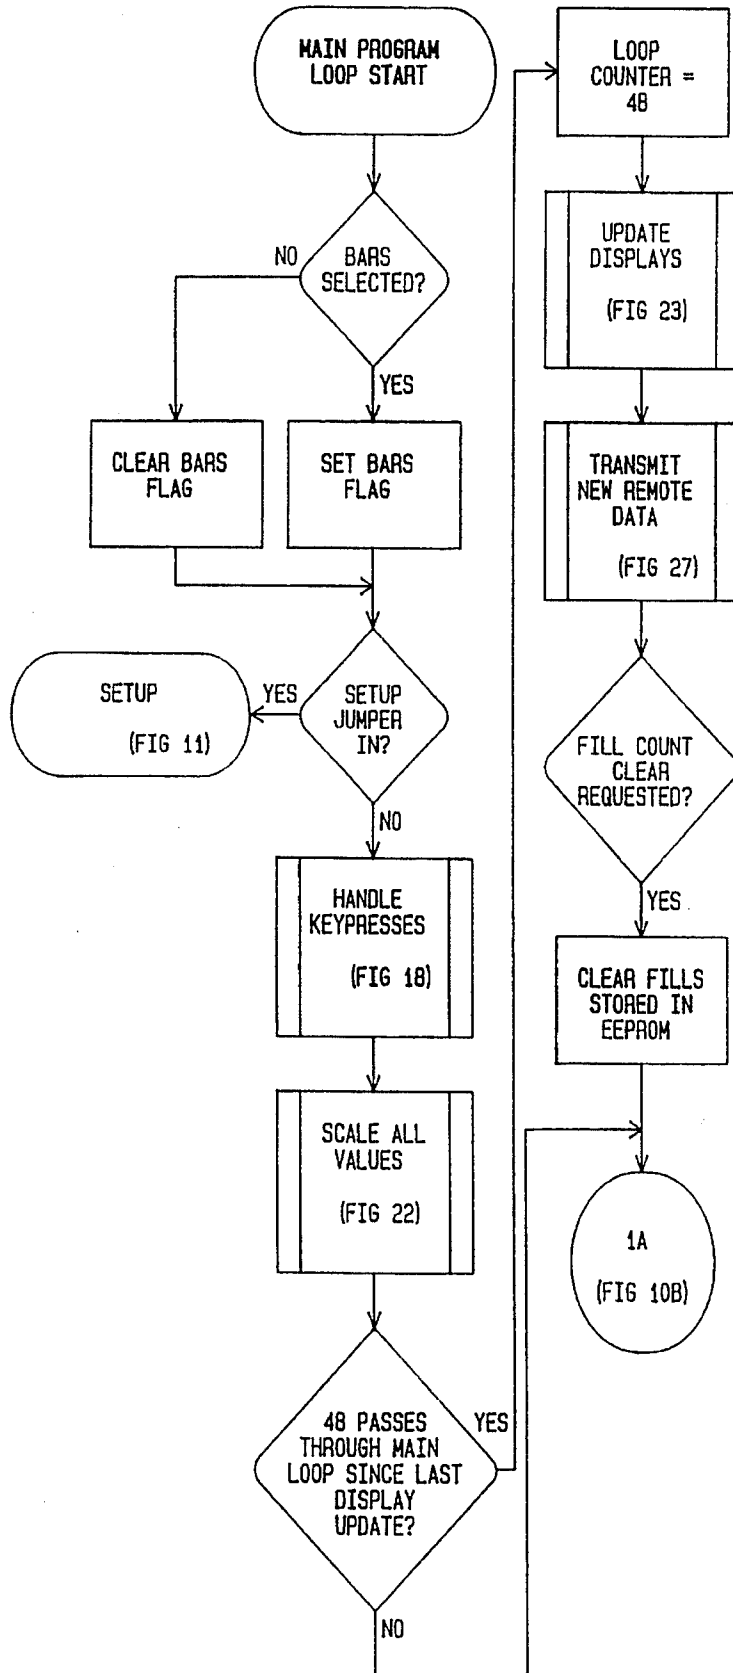 MAIN PROGRAM
LOOP START
BARS
SELECTED?
NO
YES
CLEAR BARS
FLAG
SET BARS
FLAG
SETUP
JUMPER
IN?
YES
SETUP
(FIG 11)
NO
HANDLE
KEYPRESSES
(FIG 18)
SCALE ALL
VALUES
(FIG 22)
48 PASSES
THROUGH MAIN
LOOP SINCE LAST
DISPLAY
UPDATE?
YES
NO
LOOP
COUNTER =
48
UPDATE
DISPLAYS
(FIG 23)
TRANSMIT
NEW REMOTE
DATA
(FIG 27)
FILL COUNT
CLEAR
REQUESTED?
YES
CLEAR FILLS
STORED IN
EEPROM
1A
(FIG 10B)